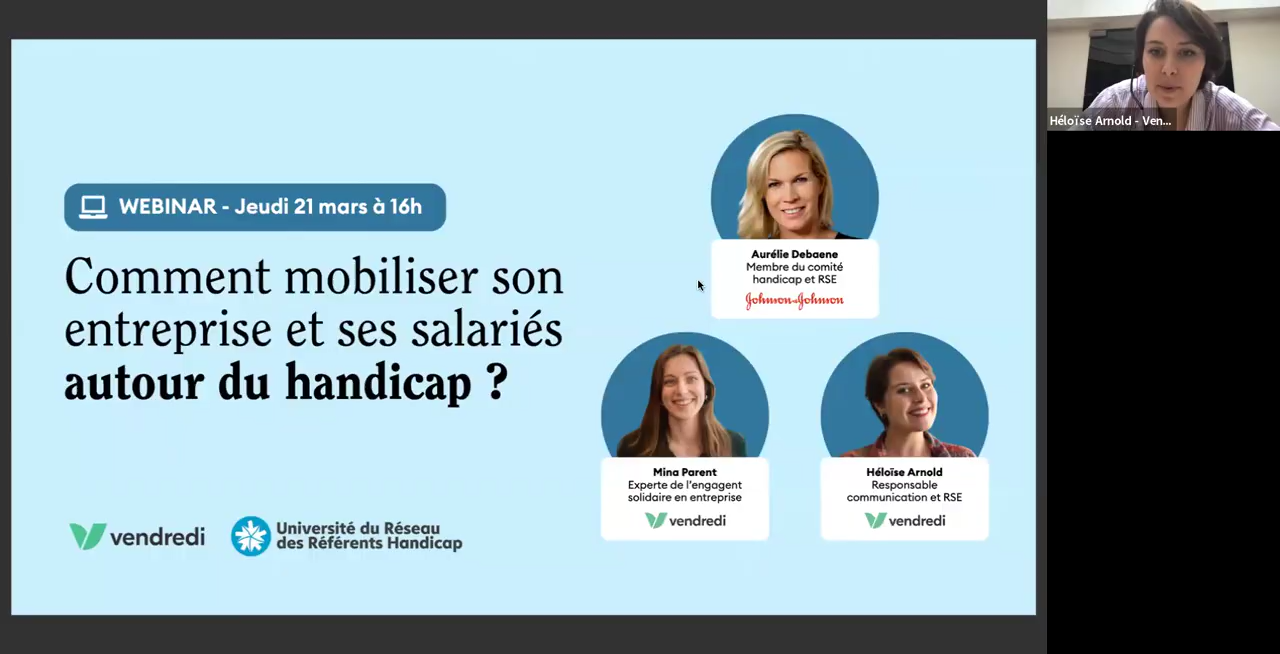 WEBINAR - Jeudi 21 mars à 16h
Comment mobiliser son
entreprise et ses salariés
autour du handicap ?
vendredi
Université du Réseau
des Référents Handicap
Aurélie Debaene
Membre du comité
handicap et RSE
Johnson&Johnson
Mina Parent
Experte de l'engagent
solidaire en entreprise
vendredi
Héloïse Arnold
Responsable
communication et RSE
vendredi
Héloïse Arnold - Ven...